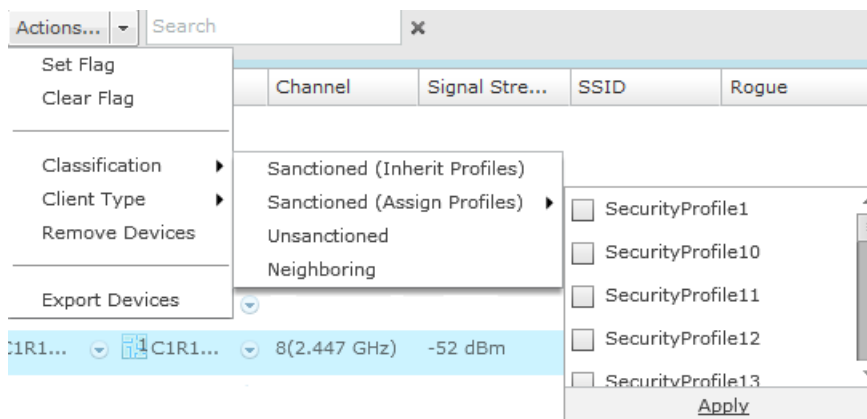 Actions... Search
Set Flag
Clear Flag
Channel Signal Stre... SSID Rogue
Classification
Client Type
Remove Devices
Export Devices
Sanctioned (Inherit Profiles)
Sanctioned (Assign Profiles)
Unsanctioned
Neighboring
SecurityProfile1
SecurityProfile10
SecurityProfile11
SecurityProfile12
SecurityProfile13
Apply
C1R1... 1 C1R1... 8(2.447 GHz) -52 dBm